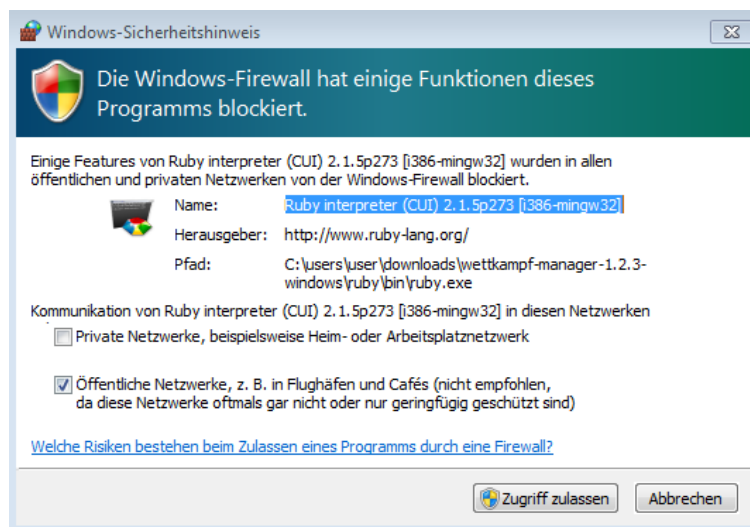 Windows-Sicherheitshinweis
Die Windows-Firewall hat einige Funktionen dieses
Programms blockiert.
Einige Features von Ruby interpreter (CUI) 2.1.5p273 [i386-mingw32] wurden in allen
öffentlichen und privaten Netzwerken von der Windows-Firewall blockiert.
Name: Ruby interpreter (CUI) 2.1.5p273 [i386-mingw32]
Herausgeber: http://www.ruby-lang.org/
Pfad: C:\users\user\downloads\wettkampf-manager-1.2.3-
windows\ruby\bin\ruby.exe
Kommunikation von Ruby interpreter (CUI) 2.1.5p273 [i386-mingw32] in diesen Netzwerken
Private Netzwerke, beispielsweise Heim- oder Arbeitsplatznetzwerk
Öffentliche Netzwerke, z. B. in Flughäfen und Cafés (nicht empfohlen,
da diese Netzwerke oftmals gar nicht oder nur geringfügig geschützt sind)
Welche Risiken bestehen beim Zulassen eines Programms durch eine Firewall?
Zugriff zulassen Abbrechen